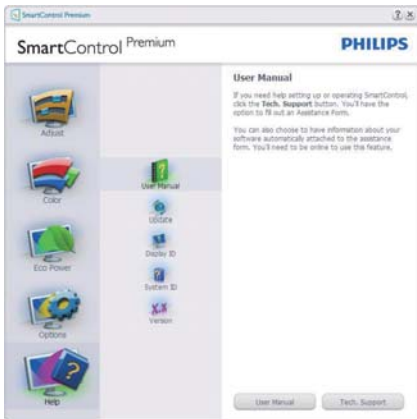 SmartControl Premium
SmartControl Premium
PHILIPS
Adjust
Color
Eco Power
Options
Help
User Manual
Update
Display ID
System ID
Version
User Manual
If you need help setting up or operating SmartControl,
click the Tech. Support button. You'll have the
option to fill out an Assistance Form.
You can also choose to have information about your
software automatically attached to the assistance
form. You'll need to be online to use this feature.
User Manual
Tech. Support